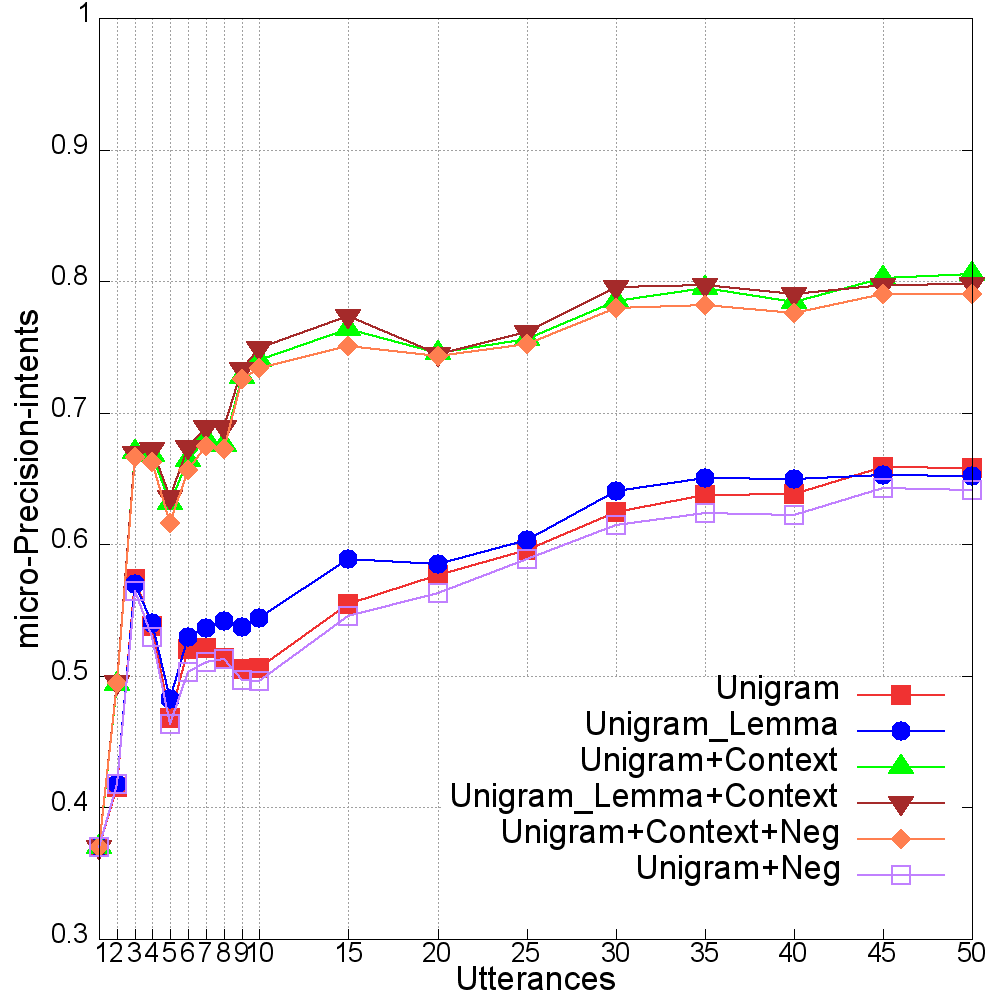 1
0.9
0.8
0.7
0.6
0.5
0.4
0.3
micro-Precision-intents
Unigram
Unigram_Lemma
Unigram+Context
Unigram_Lemma+Context
Unigram+Context+Neg
Unigram+Neg
1 2 3 4 5 6 7 8 9 10 15 20 25 30 35 40 45 50
Utterances